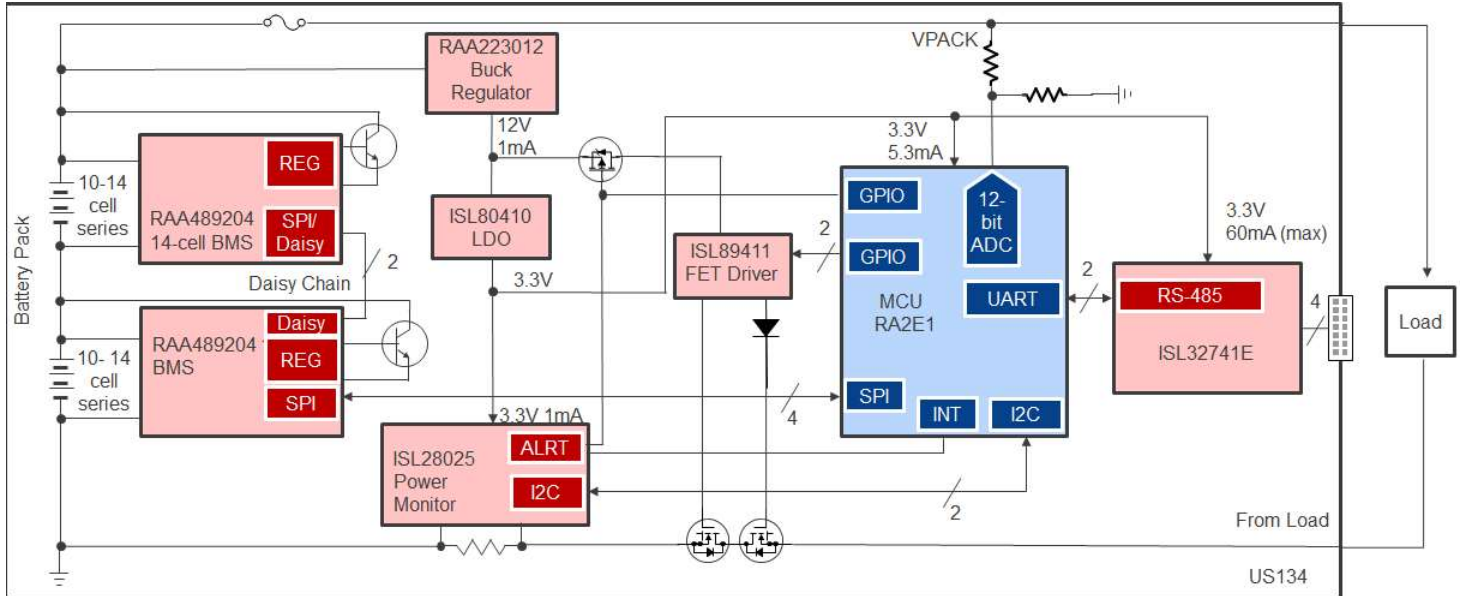 RAA223012
Buck
Regulator
VPACK
12V
1mA
3.3V
5.3mA
REG
10-14
cell
series
RAA489204
14-cell BMS
SPI/
Daisy
2
Daisy Chain
ISL80410
LDO
3.3V
ISL89411
FET Driver
2
GPIO
GPIO
12-
bit
ADC
MCU
RA2E1
UART
2
3.3V
60mA (max)
RS-485
ISL32741E
4
Load
Battery Pack
10- 14
cell
series
RAA489204
BMS
Daisy
REG
SPI
4
SPI
INT
I2C
3.3V 1mA
ISL28025
Power
Monitor
ALRT
I2C
2
From Load
US134